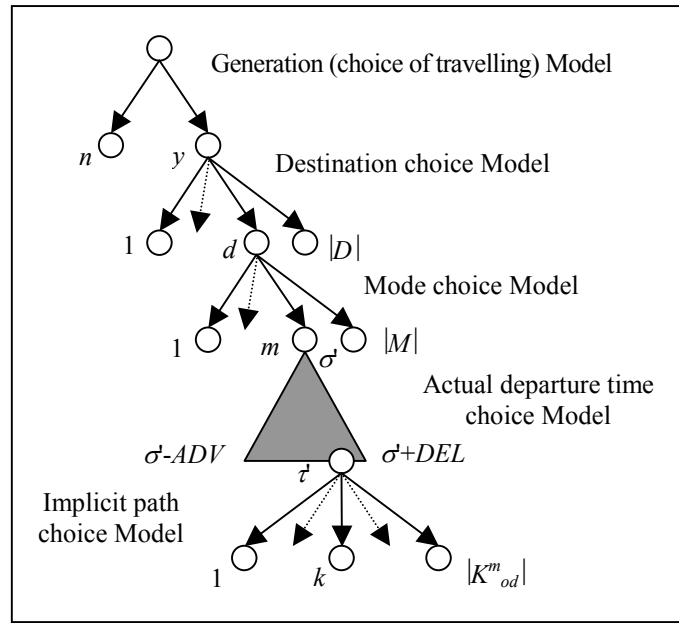 Generation (choice of travelling) Model
n
y
Destination choice Model
1
d
|D|
Mode choice Model
1
m
|M|
σ'
Actual departure time
choice Model
σ'-ADV
σ'+DEL
τ'
Implicit path
choice Model
1
k
|K^m_od|